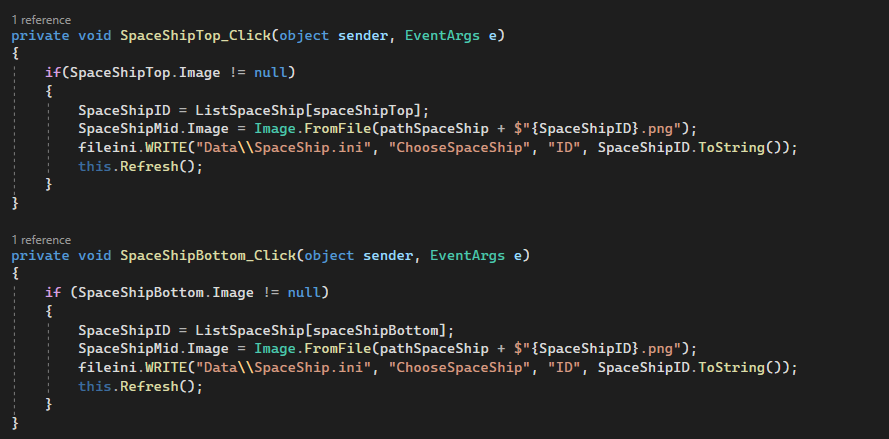 1 reference
private void SpaceShipTop_Click(object sender, EventArgs e)
{
if(SpaceShipTop.Image != null)
{
SpaceShipID = ListSpaceShip[spaceShipTop];
SpaceShipMid.Image = Image.FromFile(pathSpaceShip + $"{SpaceShipID}.png");
fileini.WRITE("Data\\SpaceShip.ini", "ChooseSpaceShip", "ID", SpaceShipID.ToString());
this.Refresh();
}
}
1 reference
private void SpaceShipBottom_Click(object sender, EventArgs e)
{
if (SpaceShipBottom.Image != null)
{
SpaceShipID = ListSpaceShip[spaceShipBottom];
SpaceShipMid.Image = Image.FromFile(pathSpaceShip + $"{SpaceShipID}.png");
fileini.WRITE("Data\\SpaceShip.ini", "ChooseSpaceShip", "ID", SpaceShipID.ToString());
this.Refresh();
}
}